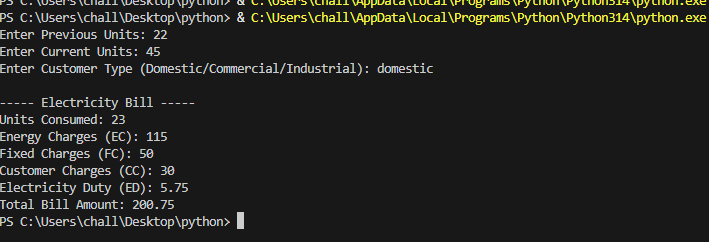 PS C:\Users\chall\Desktop\python> & C:\Users\chall\AppData\Local\Programs\Python\Python314\python.exe
PS C:\Users\chall\Desktop\python> & C:\Users\chall\AppData\Local\Programs\Python\Python314\python.exe
Enter Previous Units: 22
Enter Current Units: 45
Enter Customer Type (Domestic/Commercial/Industrial): domestic
----- Electricity Bill -----
Units Consumed: 23
Energy Charges (EC): 115
Fixed Charges (FC): 50
Customer Charges (CC): 30
Electricity Duty (ED): 5.75
Total Bill Amount: 200.75
PS C:\Users\chall\Desktop\python>